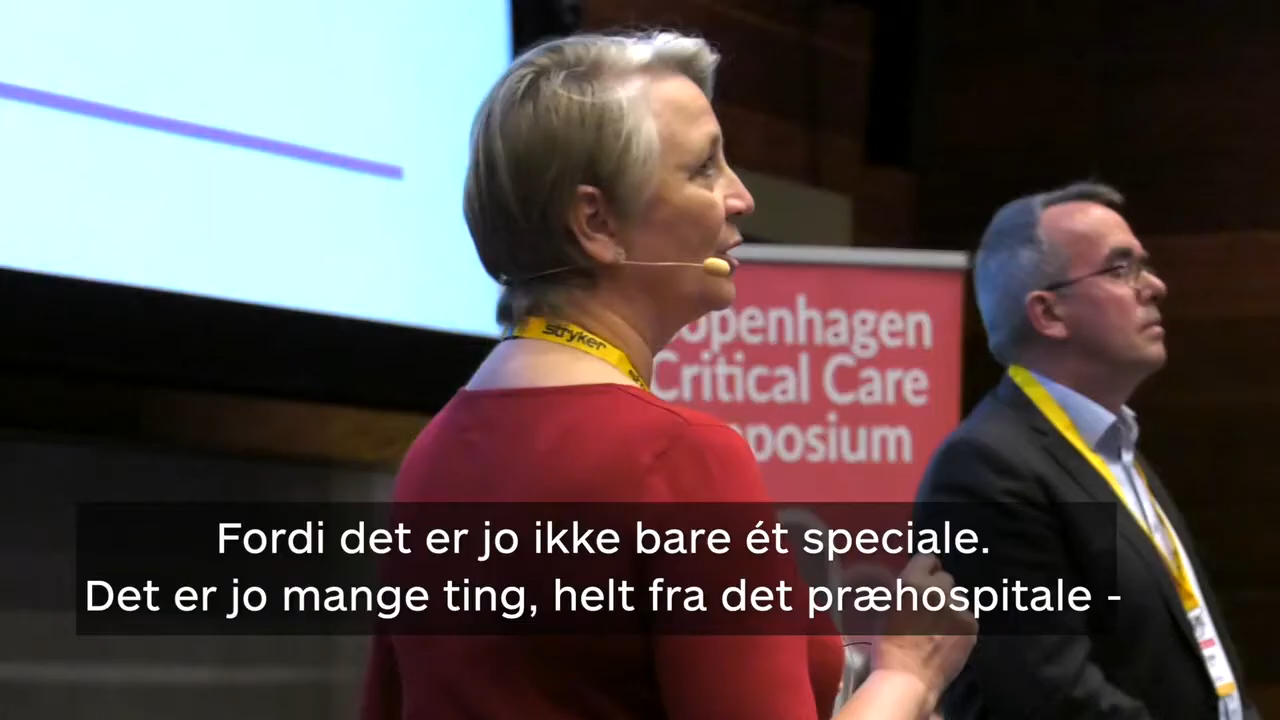 stryker
openhagen
Critical Care
posium
Fordi det er jo ikke bare ét speciale.
Det er jo mange ting, helt fra det præhospitale -